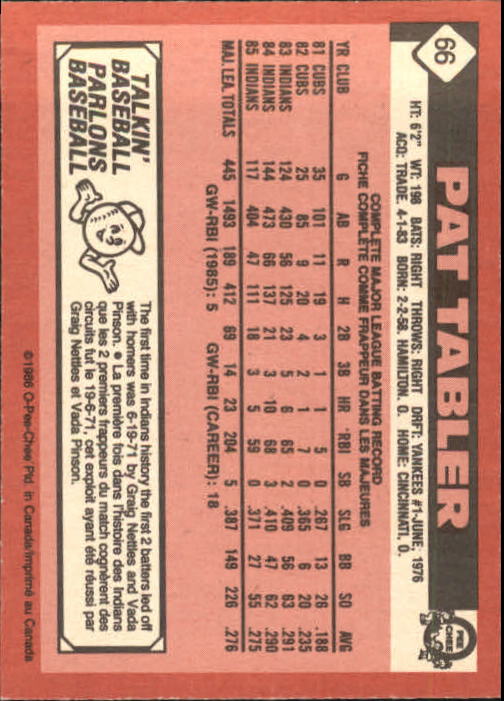 66
PAT TABLER
O PEE CHEE
HT: 6'2" WT: 198 BATS: RIGHT THROWS: RIGHT DRFT: YANKEES #1-JUNE, 1976
ACQ: TRADE, 4-1-83 BORN: 2-2-58, HAMILTON, O. HOME: CINCINNATI, O.
COMPLETE MAJOR LEAGUE BATTING RECORD
FICHE COMPLÈTE COMME FRAPPEUR DANS LES MAJEURES
YR CLUB G AB R H 2B 3B HR RBI SB SLG BB SO AVG
81 CUBS 35 101 11 19 3 1 1 5 0 .267 13 26 .188
82 CUBS 25 85 9 20 4 2 1 7 0 .365 6 20 .235
83 INDIANS 124 430 56 125 23 5 6 65 2 .409 56 63 .291
84 INDIANS 144 473 66 137 21 3 10 68 3 .410 47 62 .290
85 INDIANS 117 404 47 111 18 3 5 59 0 .371 27 55 .275
MAJ. LEA. TOTALS 445 1493 189 412 69 14 23 204 5 .387 149 226 .276
GW-RBI (1985): 5 GW-RBI (CAREER): 18
TALKIN'
BASEBALL
PARLONS
BASEBALL
The first time in Indians history the first 2 batters led off
with homers was 6-19-71 by Graig Nettles and Vada
Pinson. • La première fois dans l'histoire des Indians
que les 2 premiers frappeurs du match cognèrent des
circuits fut le 19-6-71, cet exploit ayant été réussi par
Graig Nettles et Vada Pinson.
©1986 O-Pee-Chee Ptd. in Canada/Imprimé au Canada